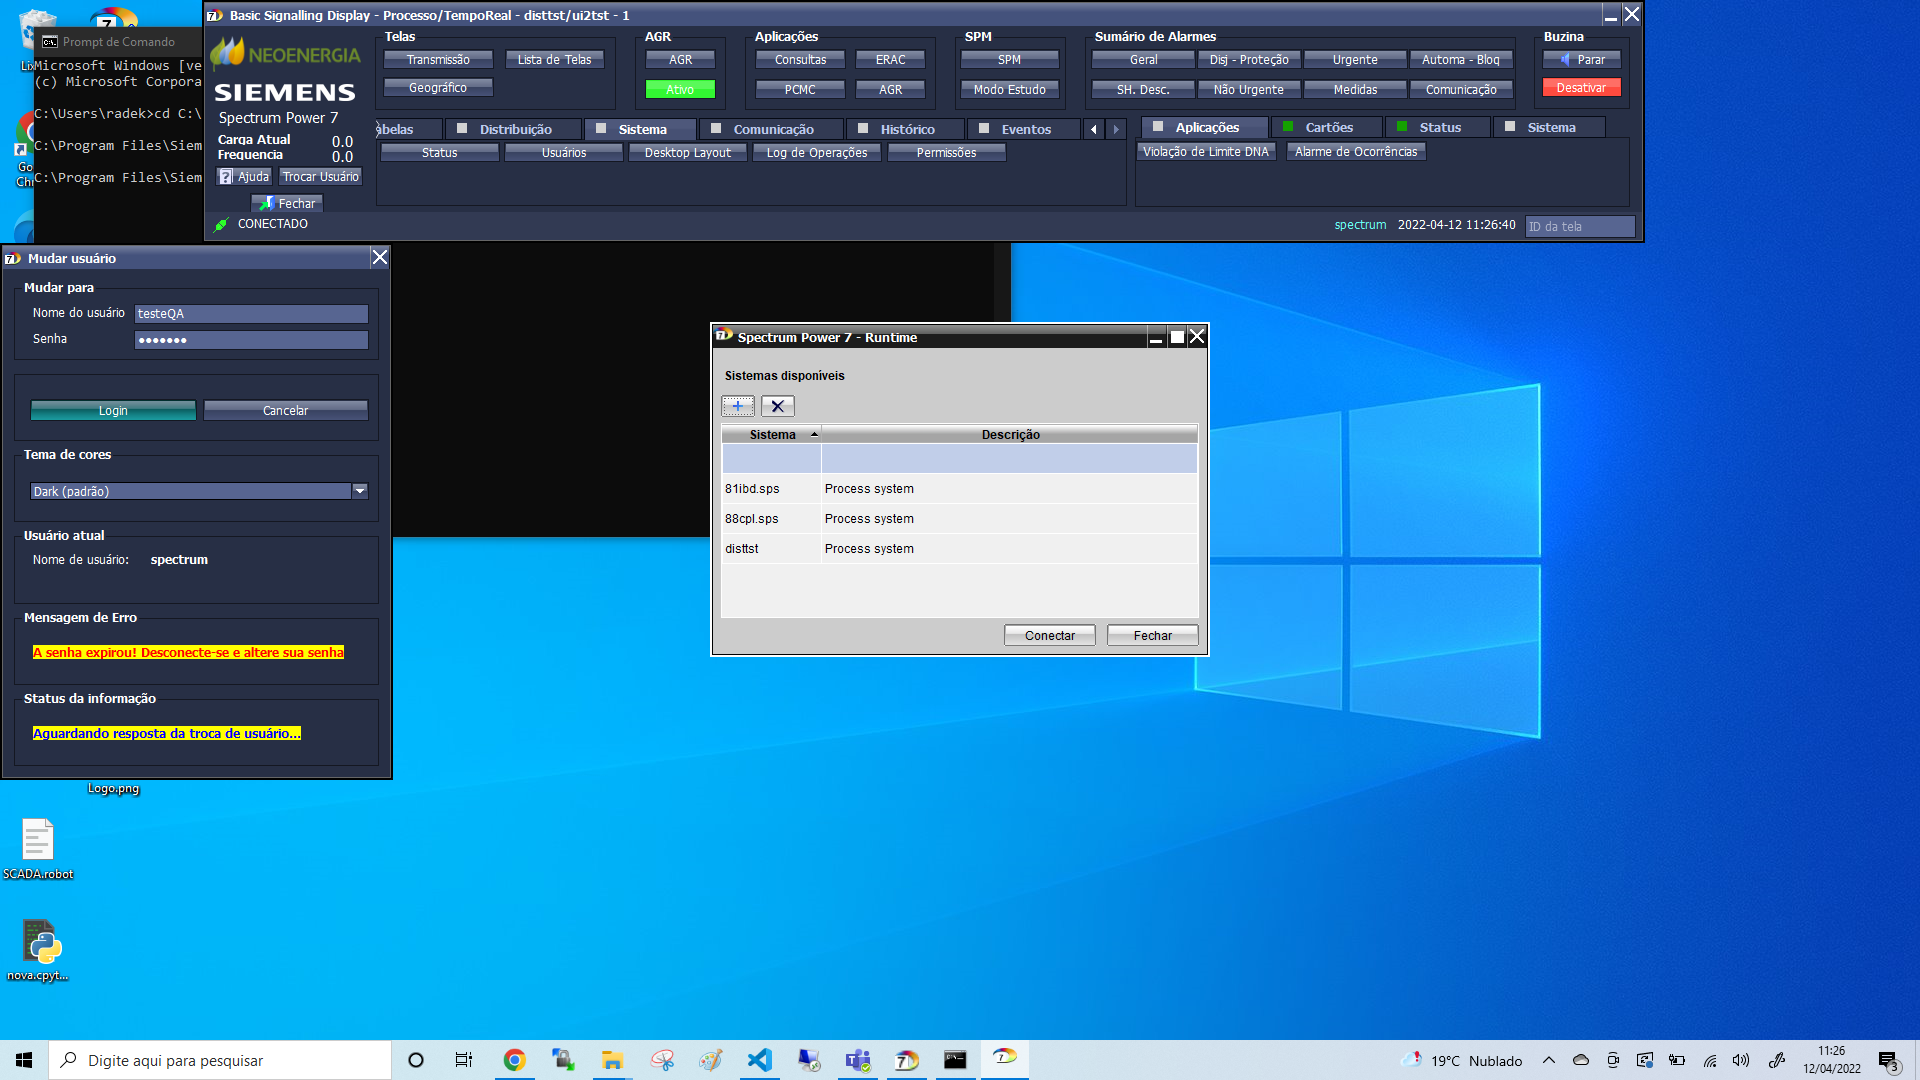 Basic Signalling Display - Processo/TempoReal - disttst/ui2tst - 1
Prompt de Comando
Microsoft Windows [ve
(c) Microsoft Corpora
C:\Users\radek>cd C:\
C:\Program Files\Siem
C:\Program Files\Siem
NEOENERGIA
SIEMENS
Spectrum Power 7
Carga Atual 0.0
Frequencia 0.0
Ajuda Trocar Usuário
Fechar
CONECTADO
Telas
Transmissão Lista de Telas
Geográfico
AGR
AGR
Ativo
Aplicações
Consultas ERAC
PCMC AGR
SPM
SPM
Modo Estudo
Sumário de Alarmes
Geral Disj - Proteção Urgente Automa - Bloq
SH. Desc. Não Urgente Medidas Comunicação
Buzina
Parar
Desativar
abelas Distribuição Sistema Comunicação Histórico Eventos
Status Usuários Desktop Layout Log de Operações Permissões
Aplicações Cartões Status Sistema
Violação de Limite DNA Alarme de Ocorrências
spectrum 2022-04-12 11:26:40 ID da tela
Mudar usuário
Mudar para
Nome do usuário testeQA
Senha •••••••
Login Cancelar
Tema de cores
Dark (padrão)
Usuário atual
Nome de usuário: spectrum
Mensagem de Erro
A senha expirou! Desconecte-se e altere sua senha
Status da informação
Aguardando resposta da troca de usuário...
Spectrum Power 7 - Runtime
Sistemas disponíveis
Sistema Descrição
81ibd.sps Process system
88cpl.sps Process system
disttst Process system
Conectar Fechar
Logo.png
SCADA.robot
nova.cpyt...
Digite aqui para pesquisar
19°C Nublado
11:26
12/04/2022
3